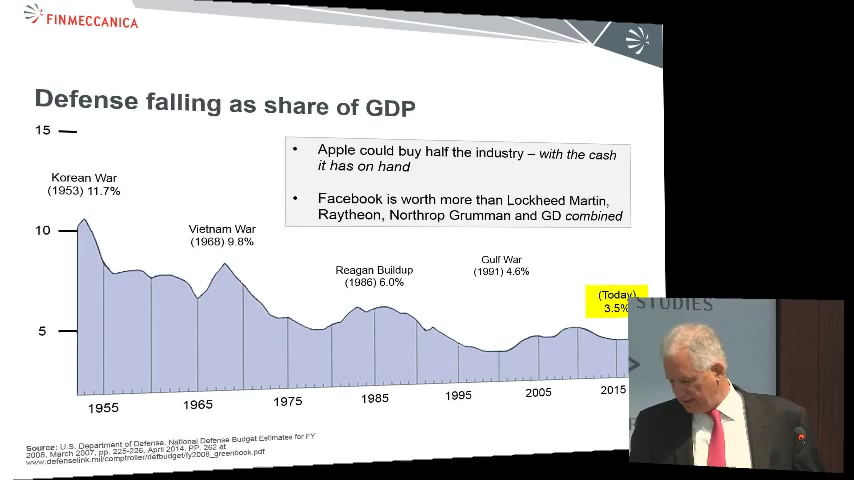 FINMECCANICA
Defense falling as share of GDP
15
10
5
Korean War
(1953) 11.7%
Vietnam War
(1968) 9.8%
Reagan Buildup
(1986) 6.0%
Gulf War
(1991) 4.6%
(Today)
3.5%
• Apple could buy half the industry – with the cash
it has on hand
• Facebook is worth more than Lockheed Martin,
Raytheon, Northrop Grumman and GD combined
1955 1965 1975 1985 1995 2005 2015
Source: U.S. Department of Defense, National Defense Budget Estimates for FY
2008, March 2007, pp. 225-226, April 2014, PP. 262 at
www.defenselink.mil/comptroller/defbudget/fy2008_greenbook.pdf
STUDIES